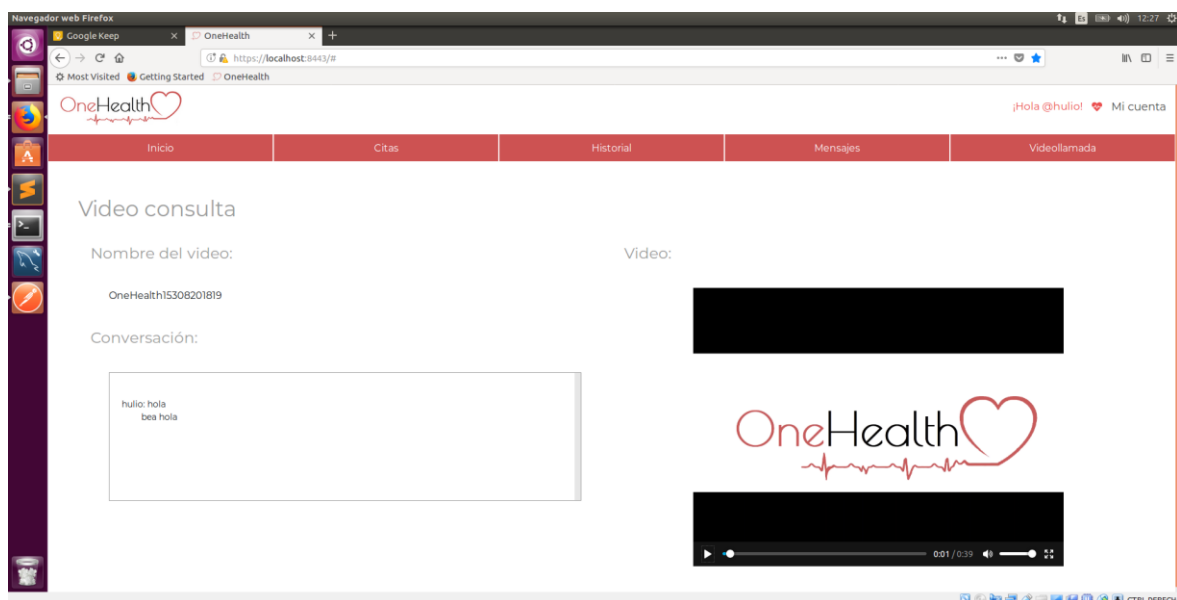 Navegador web Firefox
Es 12:27
Google Keep OneHealth
https://localhost:8443/#
Most Visited Getting Started OneHealth
OneHealth
¡Hola @hulio! Mi cuenta
Inicio Citas Historial Mensajes Videollamada
Video consulta
Nombre del video:
Video:
OneHealth15308201819
Conversación:
hulio: hola
bea hola
OneHealth
0:01 / 0:39